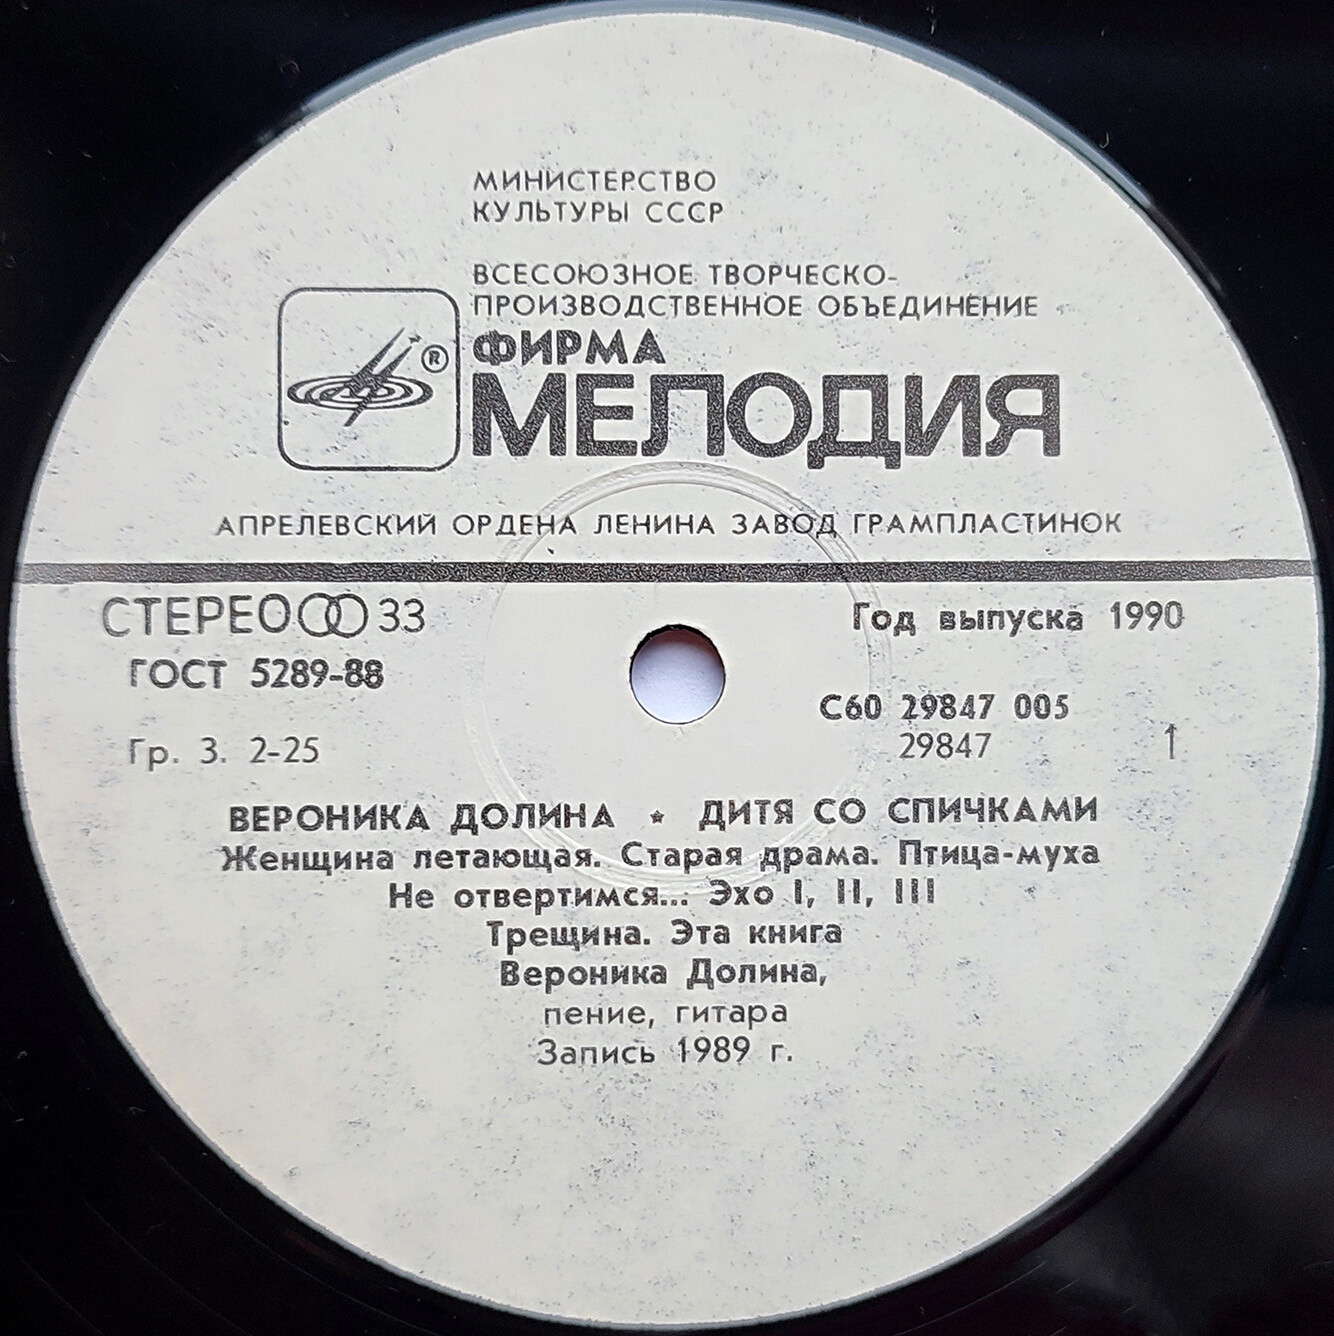 МИНИСТЕРСТВО
КУЛЬТУРЫ СССР
ВСЕСОЮЗНОЕ ТВОРЧЕСКО-
ПРОИЗВОДСТВЕННОЕ ОБЪЕДИНЕНИЕ
ФИРМА
®
МЕЛОДИЯ
АПРЕЛЕВСКИЙ ОРДЕНА ЛЕНИНА ЗАВОД ГРАМПЛАСТИНОК
СТЕРЕО 33 Год выпуска 1990
ГОСТ 5289-88
С60 29847 005
Гр. 3. 2-25 29847 1
ВЕРОНИКА ДОЛИНА ★ ДИТЯ СО СПИЧКАМИ
Женщина летающая. Старая драма. Птица-муха
Не отвертимся... Эхо I, II, III
Трещина. Эта книга
Вероника Долина,
пение, гитара
Запись 1989 г.